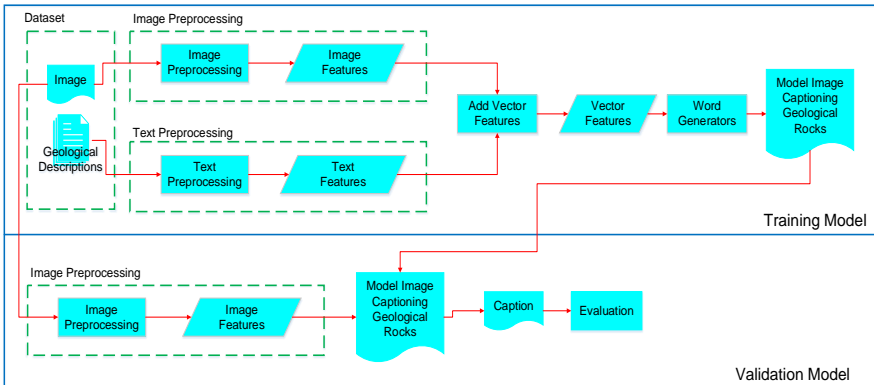 Dataset
Image
Geological
Descriptions
Image Preprocessing
Image
Preprocessing
Image
Features
Text Preprocessing
Text
Preprocessing
Text
Features
Add Vector
Features
Vector
Features
Word
Generators
Model Image
Captioning
Geological
Rocks
Training Model
Image Preprocessing
Image
Preprocessing
Image
Features
Model Image
Captioning
Geological
Rocks
Caption
Evaluation
Validation Model